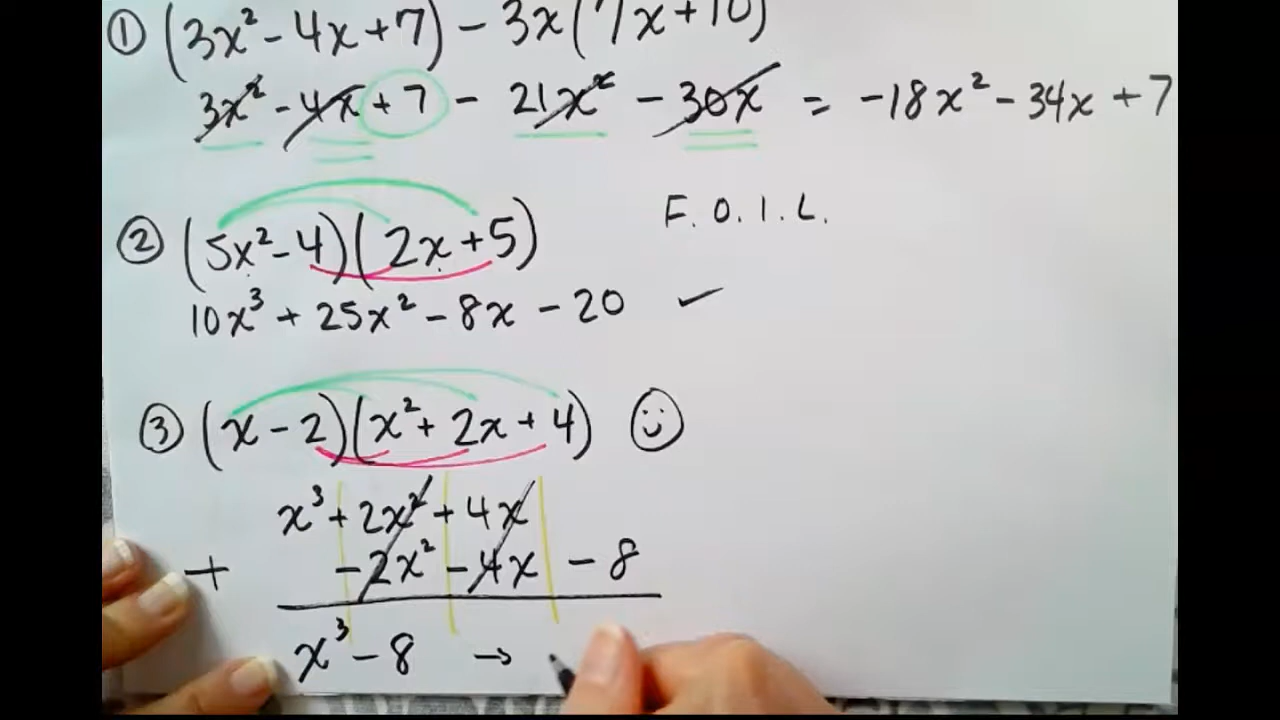 ① (3x² - 4x + 7) - 3x(7x + 10)
3x² - 4x + 7 - 21x² - 30x = -18x² - 34x + 7
② (5x² - 4)(2x + 5) F. O. I. L.
10x³ + 25x² - 8x - 20 ✓
③ (x - 2)(x² + 2x + 4) ☺
x³ + 2x² + 4x
+ -2x² - 4x - 8
x³ - 8 →